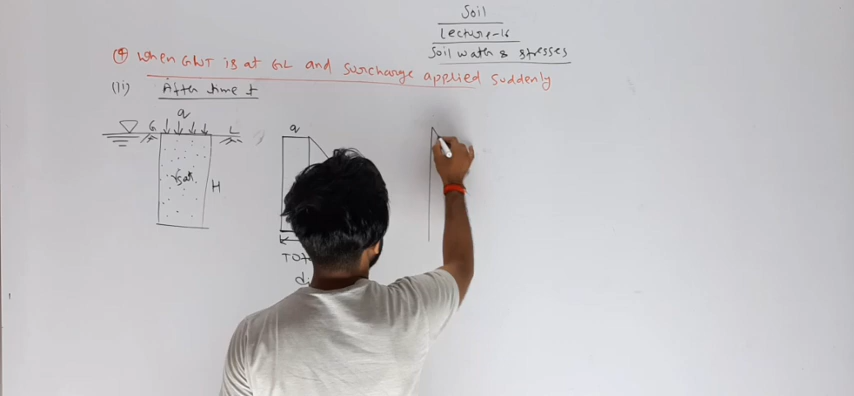 Soil
Lecture-16
Soil water & stresses
④ When GWT is at GL and Surcharge applied Suddenly
(ii) After time t
q
G L
γsat
H
q